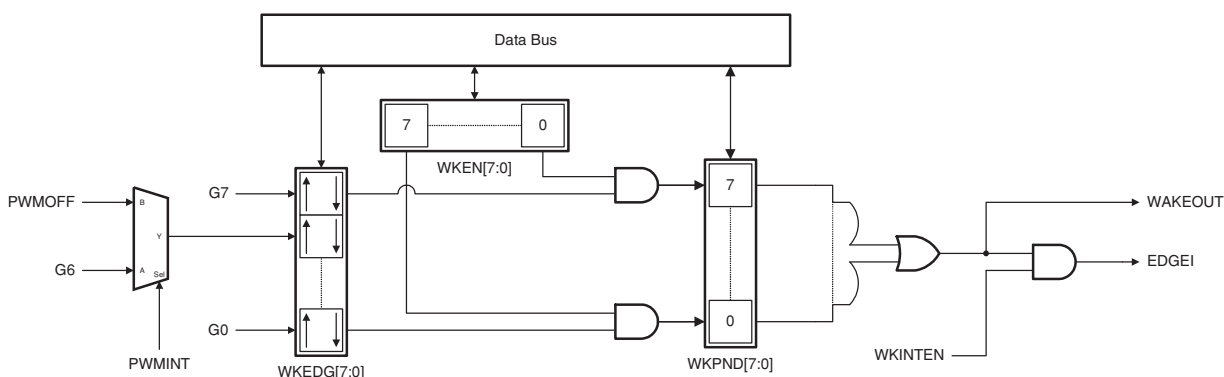 Data Bus
7
0
WKEN[7:0]
PWMOFF
B
Y
G6
A
Sel
PWMINT
G7
G0
WKEDG[7:0]
7
0
WKPND[7:0]
WAKEOUT
EDGEI
WKINTEN